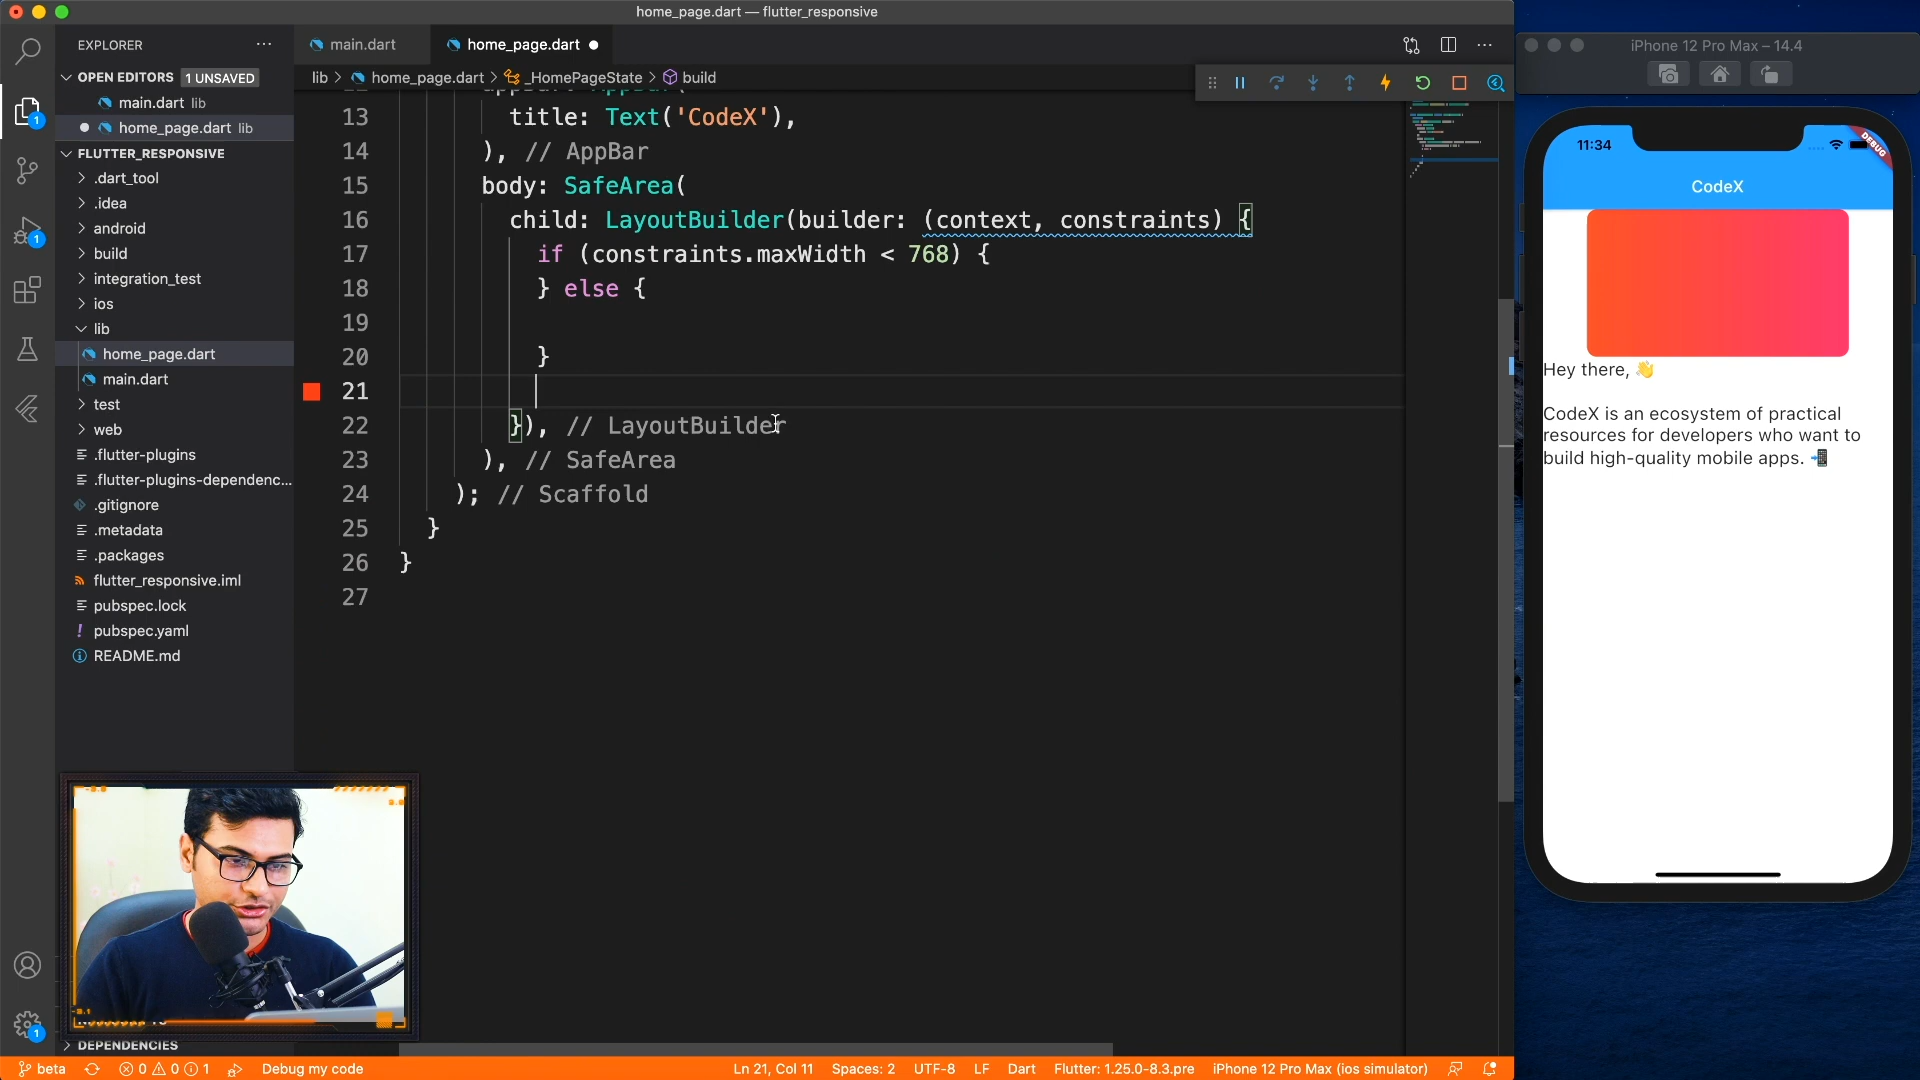 home_page.dart — flutter_responsive
EXPLORER
main.dart
home_page.dart
iPhone 12 Pro Max – 14.4
OPEN EDITORS 1 UNSAVED
lib > home_page.dart > _HomePageState > build
main.dart lib
home_page.dart lib
FLUTTER_RESPONSIVE
.dart_tool
.idea
android
build
integration_test
ios
lib
home_page.dart
main.dart
test
web
.flutter-plugins
.flutter-plugins-dependenc...
.gitignore
.metadata
.packages
flutter_responsive.iml
pubspec.lock
pubspec.yaml
README.md
DEPENDENCIES
13 title: Text('CodeX'),
14 ), // AppBar
15 body: SafeArea(
16 child: LayoutBuilder(builder: (context, constraints) {
17 if (constraints.maxWidth < 768) {
18 } else {
19
20 }
21
22 }), // LayoutBuilder
23 ), // SafeArea
24 ); // Scaffold
25 }
26 }
27
11:34
DEBUG
CodeX
Hey there, 👋
CodeX is an ecosystem of practical
resources for developers who want to
build high-quality mobile apps. 📲
1
1
1
beta 0 0 1 Debug my code Ln 21, Col 11 Spaces: 2 UTF-8 LF Dart Flutter: 1.25.0-8.3.pre iPhone 12 Pro Max (ios simulator)